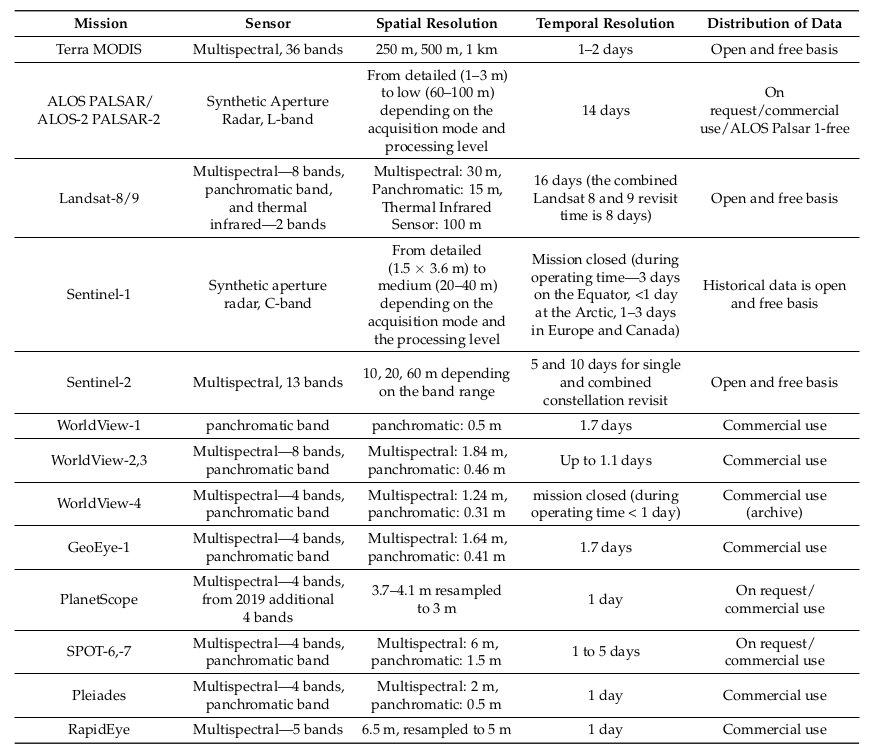 Mission Sensor Spatial Resolution Temporal Resolution Distribution of Data
Terra MODIS Multispectral, 36 bands 250 m, 500 m, 1 km 1–2 days Open and free basis
ALOS PALSAR/
ALOS-2 PALSAR-2
Synthetic Aperture
Radar, L-band
From detailed (1–3 m)
to low (60–100 m)
depending on the
acquisition mode and
processing level
14 days
On
request/commercial
use/ALOS Palsar 1-free
Landsat-8/9
Multispectral—8 bands,
panchromatic band,
and thermal
infrared—2 bands
Multispectral: 30 m,
Panchromatic: 15 m,
Thermal Infrared
Sensor: 100 m
16 days (the combined
Landsat 8 and 9 revisit
time is 8 days)
Open and free basis
Sentinel-1
Synthetic aperture
radar, C-band
From detailed
(1.5 × 3.6 m) to
medium (20–40 m)
depending on the
acquisition mode and
the processing level
Mission closed (during
operating time—3 days
on the Equator, <1 day
at the Arctic, 1–3 days
in Europe and Canada)
Historical data is open
and free basis
Sentinel-2
Multispectral, 13 bands
10, 20, 60 m depending
on the band range
5 and 10 days for single
and combined
constellation revisit
Open and free basis
WorldView-1 panchromatic band panchromatic: 0.5 m 1.7 days Commercial use
WorldView-2,3
Multispectral—8 bands,
panchromatic band
Multispectral: 1.84 m,
panchromatic: 0.46 m
Up to 1.1 days
Commercial use
WorldView-4
Multispectral—4 bands,
panchromatic band
Multispectral: 1.24 m,
panchromatic: 0.31 m
mission closed (during
operating time < 1 day)
Commercial use
(archive)
GeoEye-1
Multispectral—4 bands,
panchromatic band
Multispectral: 1.64 m,
panchromatic: 0.41 m
1.7 days
Commercial use
PlanetScope
Multispectral—4 bands,
from 2019 additional
4 bands
3.7–4.1 m resampled
to 3 m
1 day
On request/
commercial use
SPOT-6,-7
Multispectral—4 bands,
panchromatic band
Multispectral: 6 m,
panchromatic: 1.5 m
1 to 5 days
On request/
commercial use
Pleiades
Multispectral—4 bands,
panchromatic band
Multispectral: 2 m,
panchromatic: 0.5 m
1 day
Commercial use
RapidEye Multispectral—5 bands 6.5 m, resampled to 5 m 1 day Commercial use